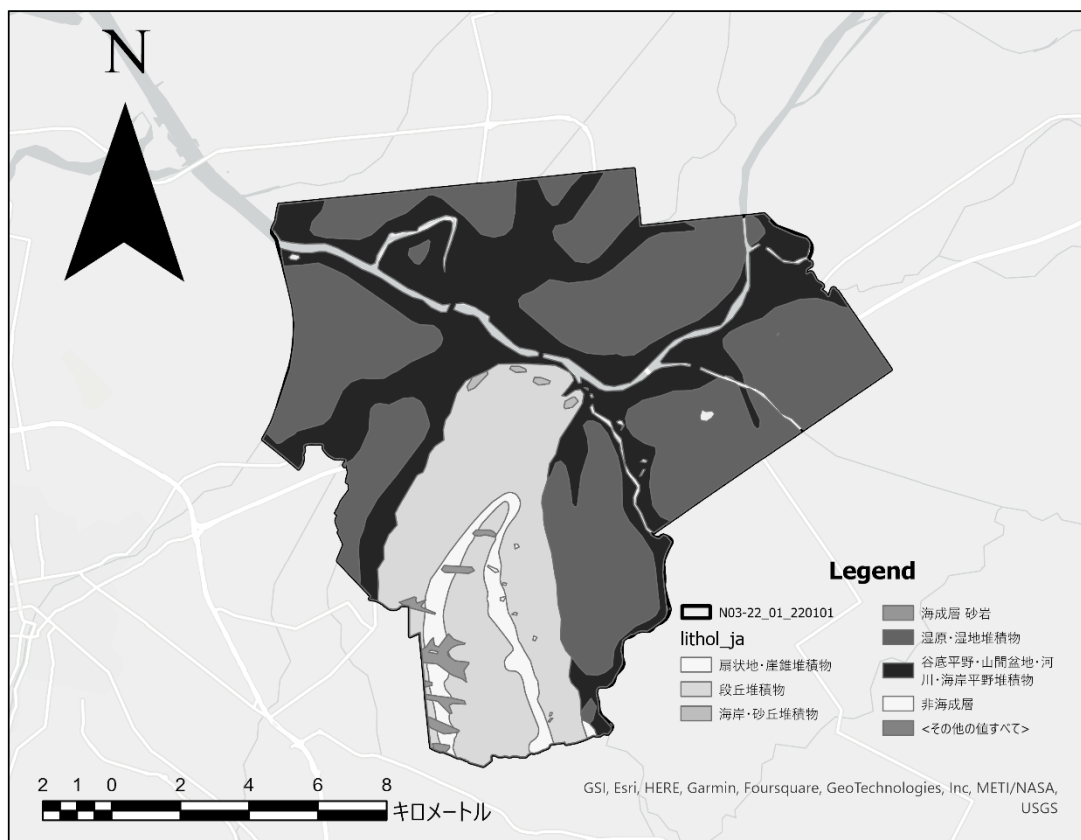 N
Legend
N03-22_01_220101
lithol_ja
扇状地・崖錐堆積物
段丘堆積物
海岸・砂丘堆積物
海成層 砂岩
湿原・湿地堆積物
谷底平野・山間盆地・河
川・海岸平野堆積物
非海成層
<その他の値すべて>
2 1 0 2 4 6 8
キロメートル
GSI, Esri, HERE, Garmin, Foursquare, GeoTechnologies, Inc, METI/NASA,
USGS